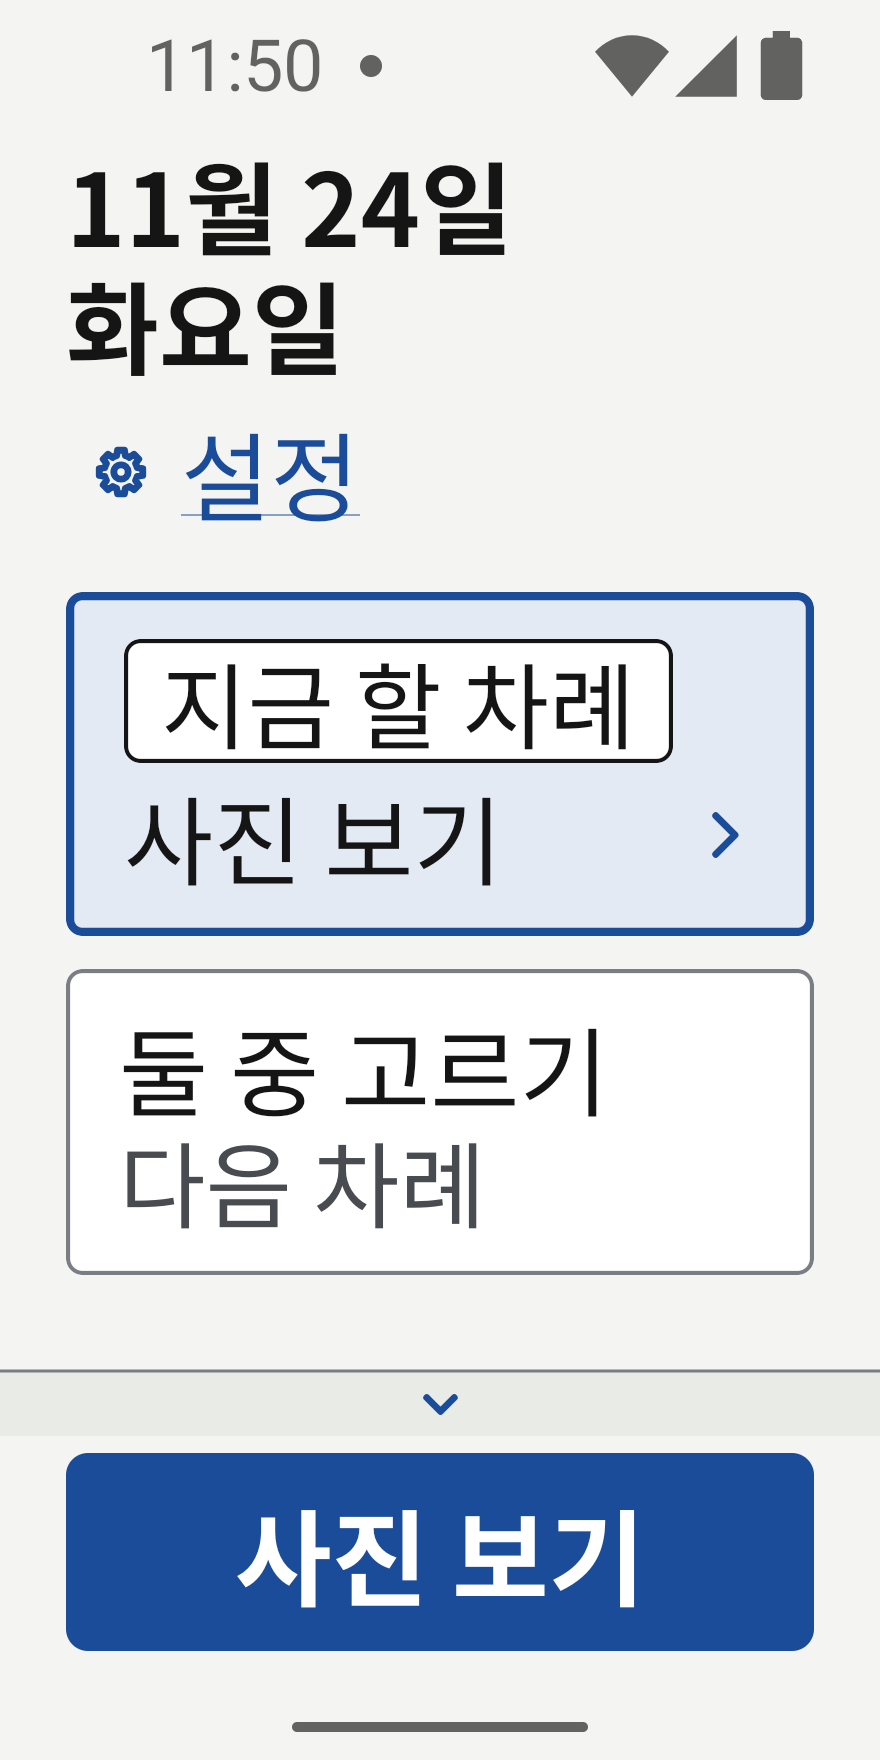 11:50
11월 24일
화요일
설정
지금 할 차례
사진 보기
둘 중 고르기
다음 차례
사진 보기